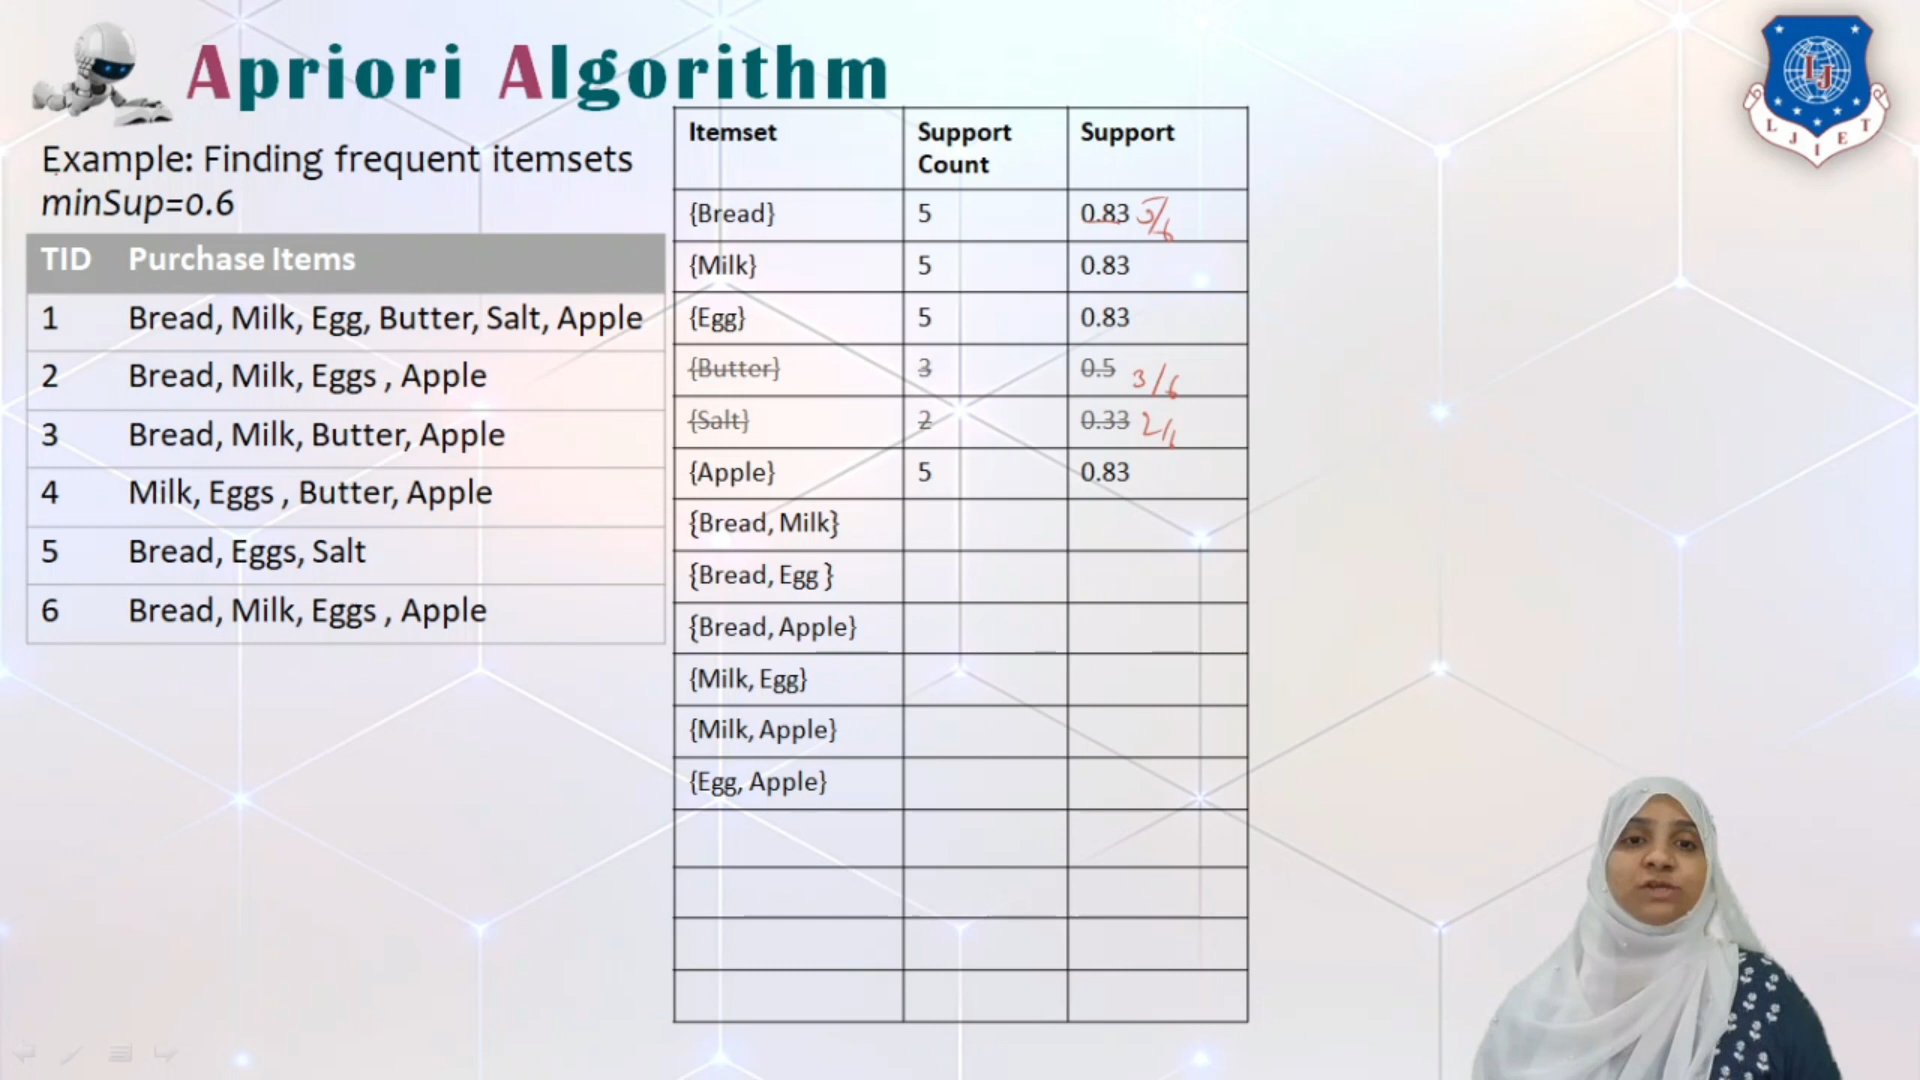 Apriori Algorithm
Example: Finding frequent itemsets
minSup=0.6
TID Purchase Items
1 Bread, Milk, Egg, Butter, Salt, Apple
2 Bread, Milk, Eggs , Apple
3 Bread, Milk, Butter, Apple
4 Milk, Eggs , Butter, Apple
5 Bread, Eggs, Salt
6 Bread, Milk, Eggs , Apple
Itemset Support Count Support
{Bread} 5 0.83 5/6
{Milk} 5 0.83
{Egg} 5 0.83
{Butter} 3 0.5 3/6
{Salt} 2 0.33 2/6
{Apple} 5 0.83
{Bread, Milk}
{Bread, Egg }
{Bread, Apple}
{Milk, Egg}
{Milk, Apple}
{Egg, Apple}
LJ
LJIET